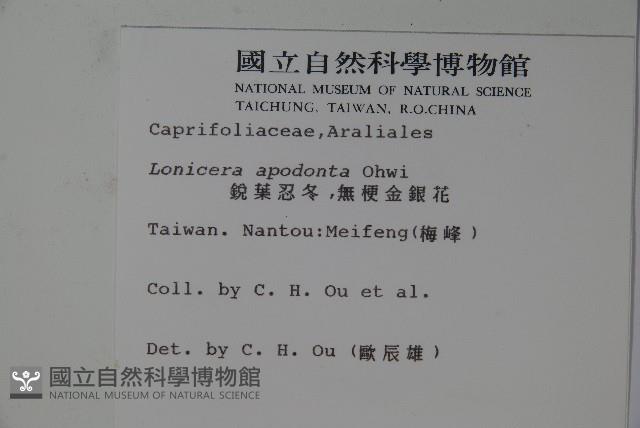 國立自然科學博物館
NATIONAL MUSEUM OF NATURAL SCIENCE
TAICHUNG, TAIWAN, R.O.CHINA
Caprifoliaceae,Araliales
Lonicera apodonta Ohwi
銳葉忍冬,無梗金銀花
Taiwan. Nantou:Meifeng(梅峰)
Coll. by C. H. Ou et al.
Det. by C. H. Ou (歐辰雄)
國立自然科學博物館
NATIONAL MUSEUM OF NATURAL SCIENCE